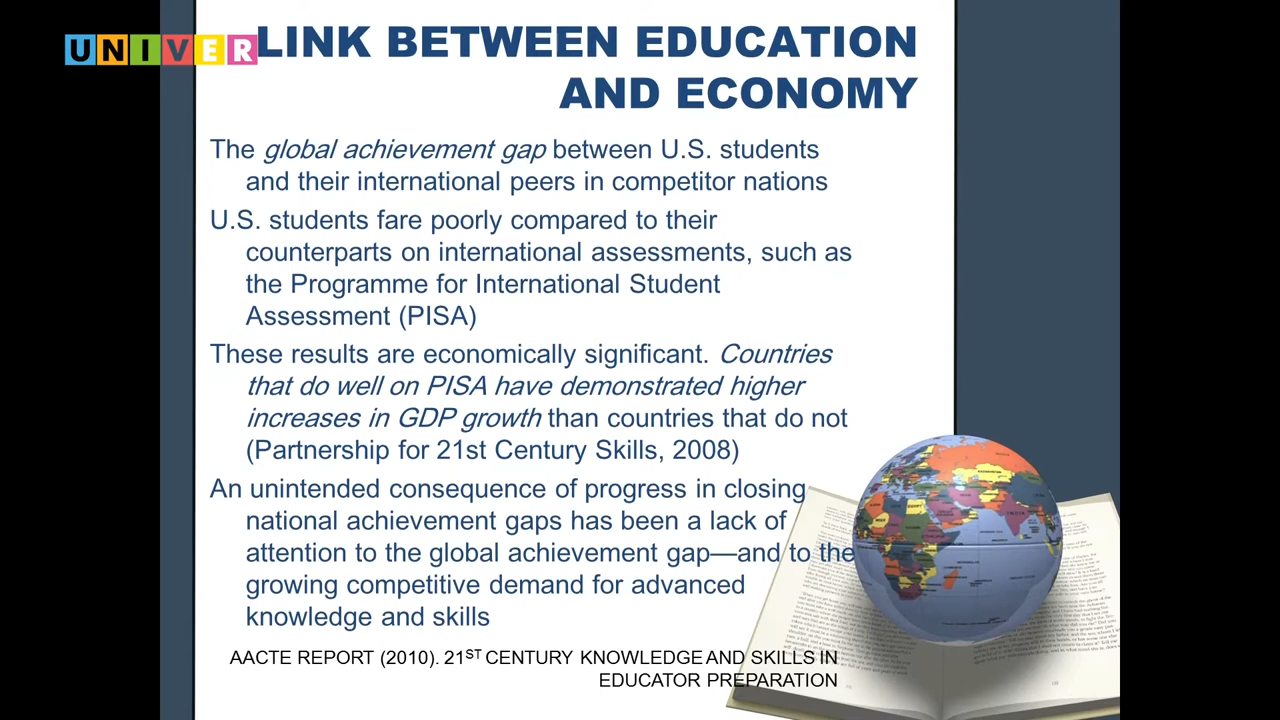 UNIVER
LINK BETWEEN EDUCATION
AND ECONOMY
The global achievement gap between U.S. students
and their international peers in competitor nations
U.S. students fare poorly compared to their
counterparts on international assessments, such as
the Programme for International Student
Assessment (PISA)
These results are economically significant. Countries
that do well on PISA have demonstrated higher
increases in GDP growth than countries that do not
(Partnership for 21st Century Skills, 2008)
An unintended consequence of progress in closing
national achievement gaps has been a lack of
attention to the global achievement gap—and to the
growing competitive demand for advanced
knowledge and skills
AACTE REPORT (2010). 21ST CENTURY KNOWLEDGE AND SKILLS IN
EDUCATOR PREPARATION